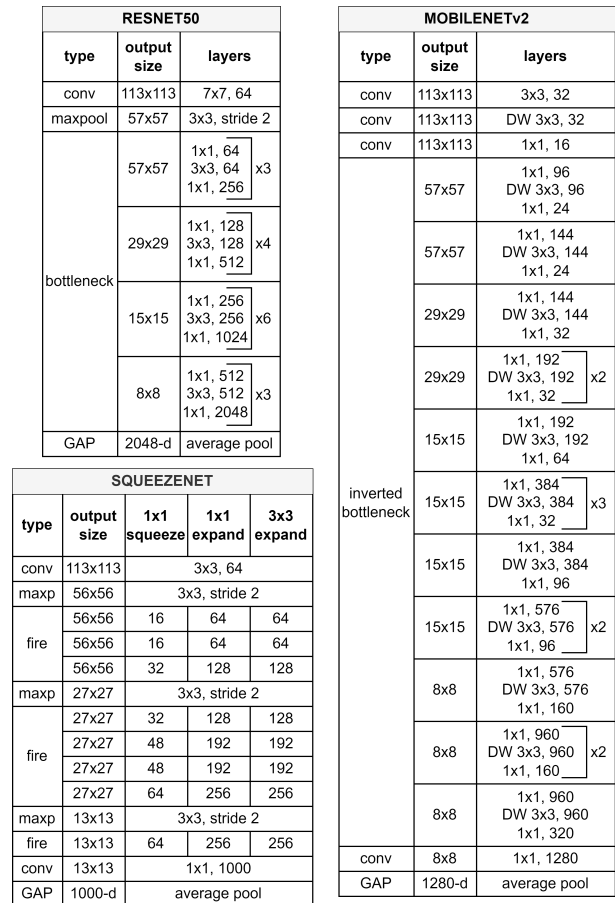 RESNET50
type output size layers
conv 113x113 7x7, 64
maxpool 57x57 3x3, stride 2
bottleneck
57x57
1x1, 64
3x3, 64 x3
1x1, 256
29x29
1x1, 128
3x3, 128 x4
1x1, 512
15x15
1x1, 256
3x3, 256 x6
1x1, 1024
8x8
1x1, 512
3x3, 512 x3
1x1, 2048
GAP 2048-d average pool
SQUEEZENET
type output size 1x1 squeeze 1x1 expand 3x3 expand
conv 113x113 3x3, 64
maxp 56x56 3x3, stride 2
fire
56x56 16 64 64
56x56 16 64 64
56x56 32 128 128
maxp 27x27 3x3, stride 2
fire
27x27 32 128 128
27x27 48 192 192
27x27 48 192 192
27x27 64 256 256
maxp 13x13 3x3, stride 2
fire 13x13 64 256 256
conv 13x13 1x1, 1000
GAP 1000-d average pool
MOBILENETv2
type output size layers
conv 113x113 3x3, 32
conv 113x113 DW 3x3, 32
conv 113x113 1x1, 16
inverted bottleneck
57x57
1x1, 96
DW 3x3, 96
1x1, 24
57x57
1x1, 144
DW 3x3, 144
1x1, 24
29x29
1x1, 144
DW 3x3, 144
1x1, 32
29x29
1x1, 192
DW 3x3, 192 x2
1x1, 32
15x15
1x1, 192
DW 3x3, 192
1x1, 64
15x15
1x1, 384
DW 3x3, 384 x3
1x1, 32
15x15
1x1, 384
DW 3x3, 384
1x1, 96
15x15
1x1, 576
DW 3x3, 576 x2
1x1, 96
8x8
1x1, 576
DW 3x3, 576
1x1, 160
8x8
1x1, 960
DW 3x3, 960 x2
1x1, 160
8x8
1x1, 960
DW 3x3, 960
1x1, 320
conv 8x8 1x1, 1280
GAP 1280-d average pool